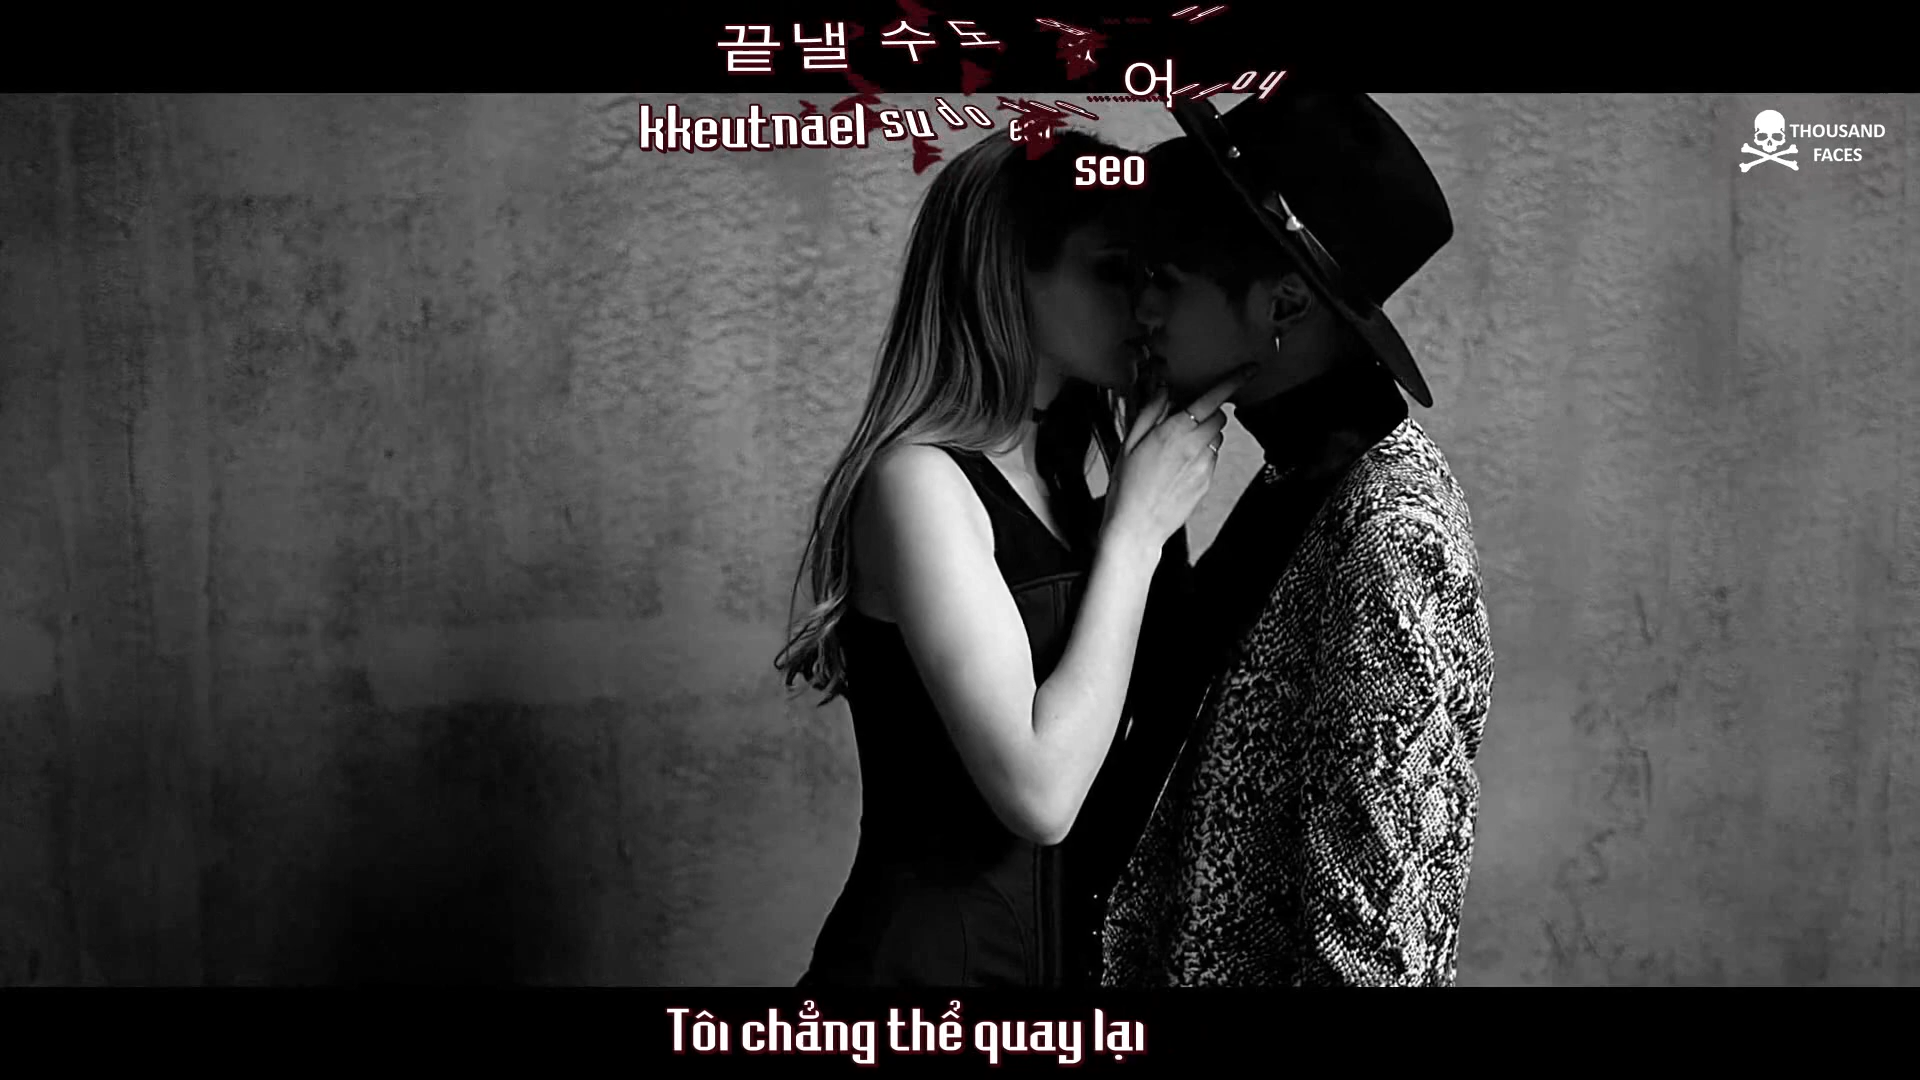 끝낼 수 도 어
kkeutnael su do seo
THOUSAND
FACES
Tôi chẳng thể quay lại